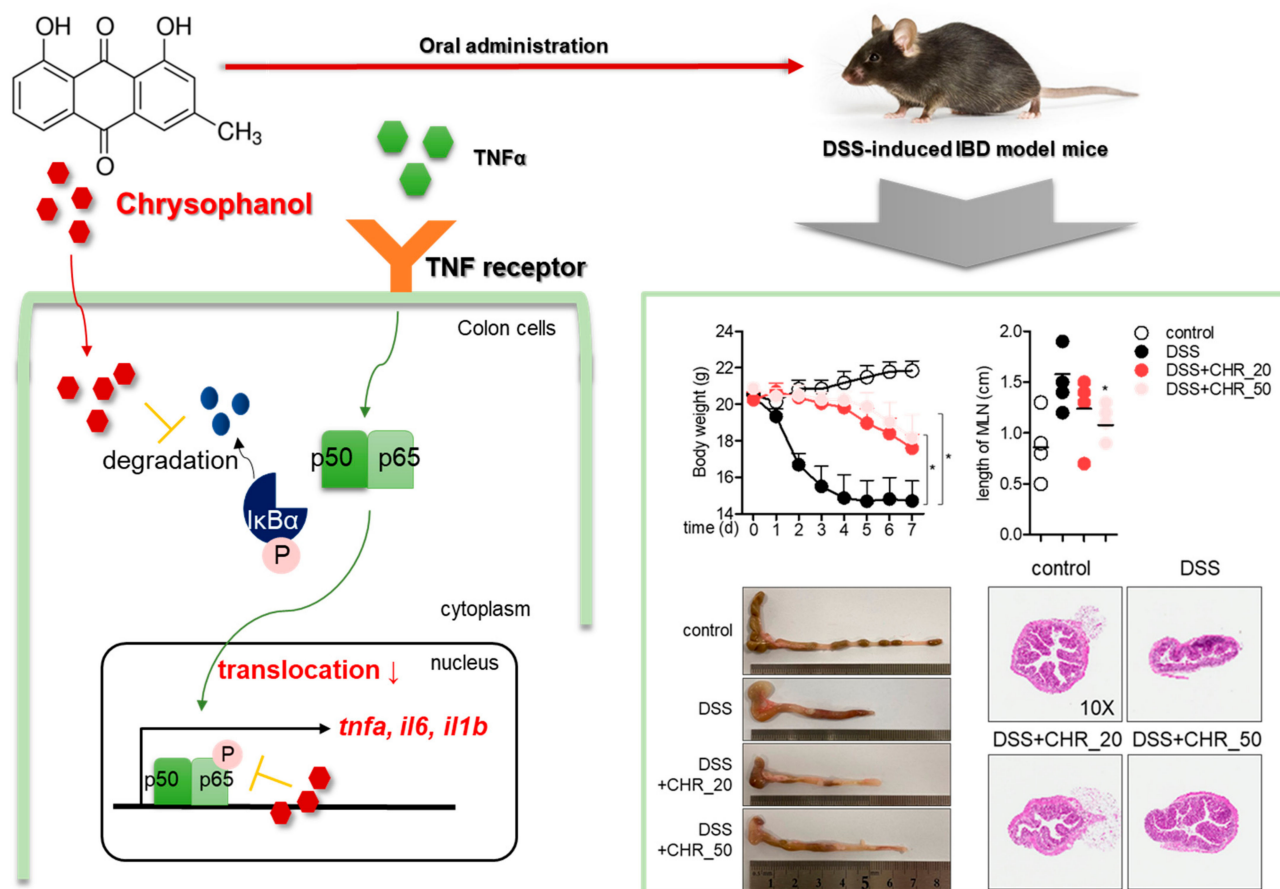 OH
O
OH
CH3
O
Oral administration
DSS-induced IBD model mice
TNFα
Chrysophanol
TNF receptor
Colon cells
degradation
p50
p65
IκBα
P
cytoplasm
nucleus
translocation ↓
tnfa, il6, il1b
P
p50
p65
Body weight (g)
22
20
18
16
14
time (d)
0 1 2 3 4 5 6 7
*
*
length of MLN (cm)
2.0
1.5
1.0
0.5
0.0
*
control
DSS
DSS+CHR_20
DSS+CHR_50
control
DSS
DSS
+CHR_20
DSS
+CHR_50
1 2 3 4 5 6 7 8
control
DSS
10X
DSS+CHR_20
DSS+CHR_50